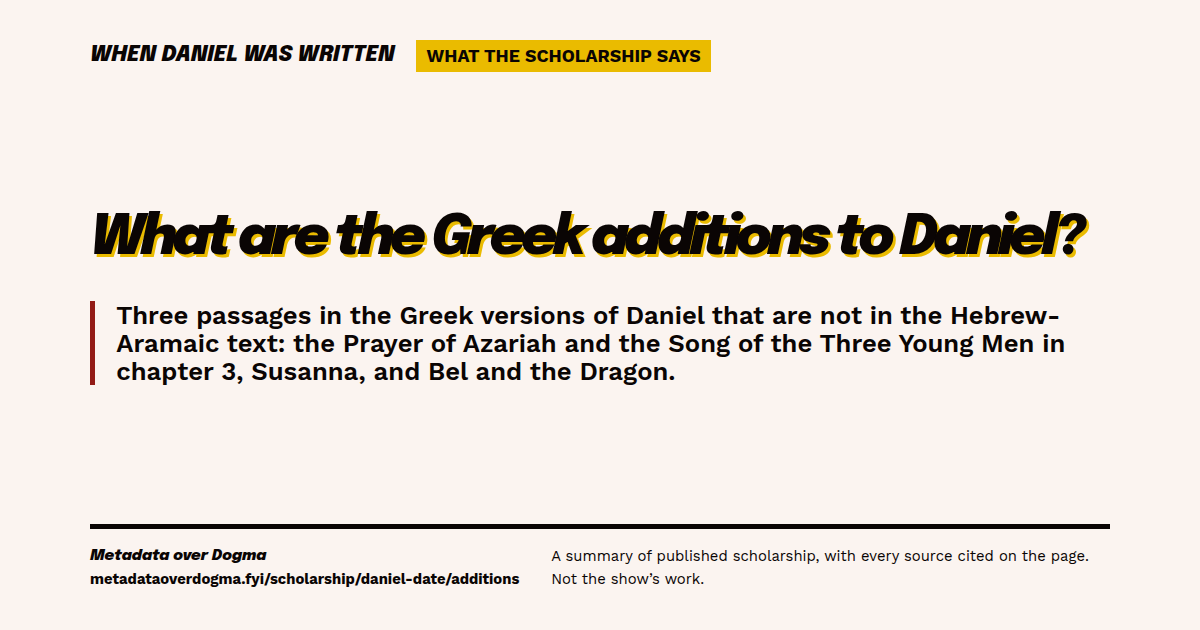 WHEN DANIEL WAS WRITTEN
WHAT THE SCHOLARSHIP SAYS
What are the Greek additions to Daniel?
Three passages in the Greek versions of Daniel that are not in the Hebrew-
Aramaic text: the Prayer of Azariah and the Song of the Three Young Men in
chapter 3, Susanna, and Bel and the Dragon.
Metadata over Dogma
metadataoverdogma.fyi/scholarship/daniel-date/additions
A summary of published scholarship, with every source cited on the page.
Not the show’s work.